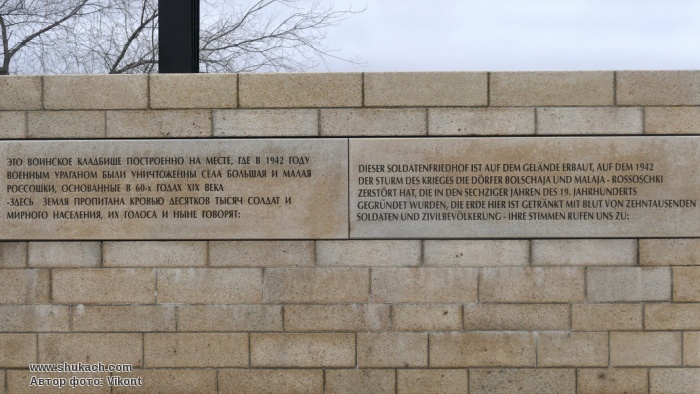 ЭТО ВОИНСКОЕ КЛАДБИЩЕ ПОСТРОЕНО НА МЕСТЕ, ГДЕ В 1942 ГОДУ
ВОЕННЫМ УРАГАНОМ БЫЛИ УНИЧТОЖЕННЫ СЕЛА БОЛЬШАЯ И МАЛАЯ
РОССОШКИ, ОСНОВАННЫЕ В 60-х ГОДАХ XIX ВЕКА
-ЗДЕСЬ ЗЕМЛЯ ПРОПИТАНА КРОВЬЮ ДЕСЯТКОВ ТЫСЯЧ СОЛДАТ И
МИРНОГО НАСЕЛЕНИЯ, ИХ ГОЛОСА И НЫНЕ ГОВОРЯТ:
DIESER SOLDATENFRIEDHOF IST AUF DEM GELÄNDE ERBAUT, AUF DEM 1942
DER STURM DES KRIEGES DIE DÖRFER BOLSCHAJA UND MALAJA - ROSSOSCHKI
ZERSTÖRT HAT, DIE IN DEN SECHZIGER JAHREN DES 19. JAHRHUNDERTS
GEGRÜNDET WURDEN, DIE ERDE HIER IST GETRÄNKT MIT BLUT VON ZEHNTAUSENDEN
SOLDATEN UND ZIVILBEVÖLKERUNG - IHRE STIMMEN RUFEN UNS ZU:
www.shukach.com
Автор фото: Vikont